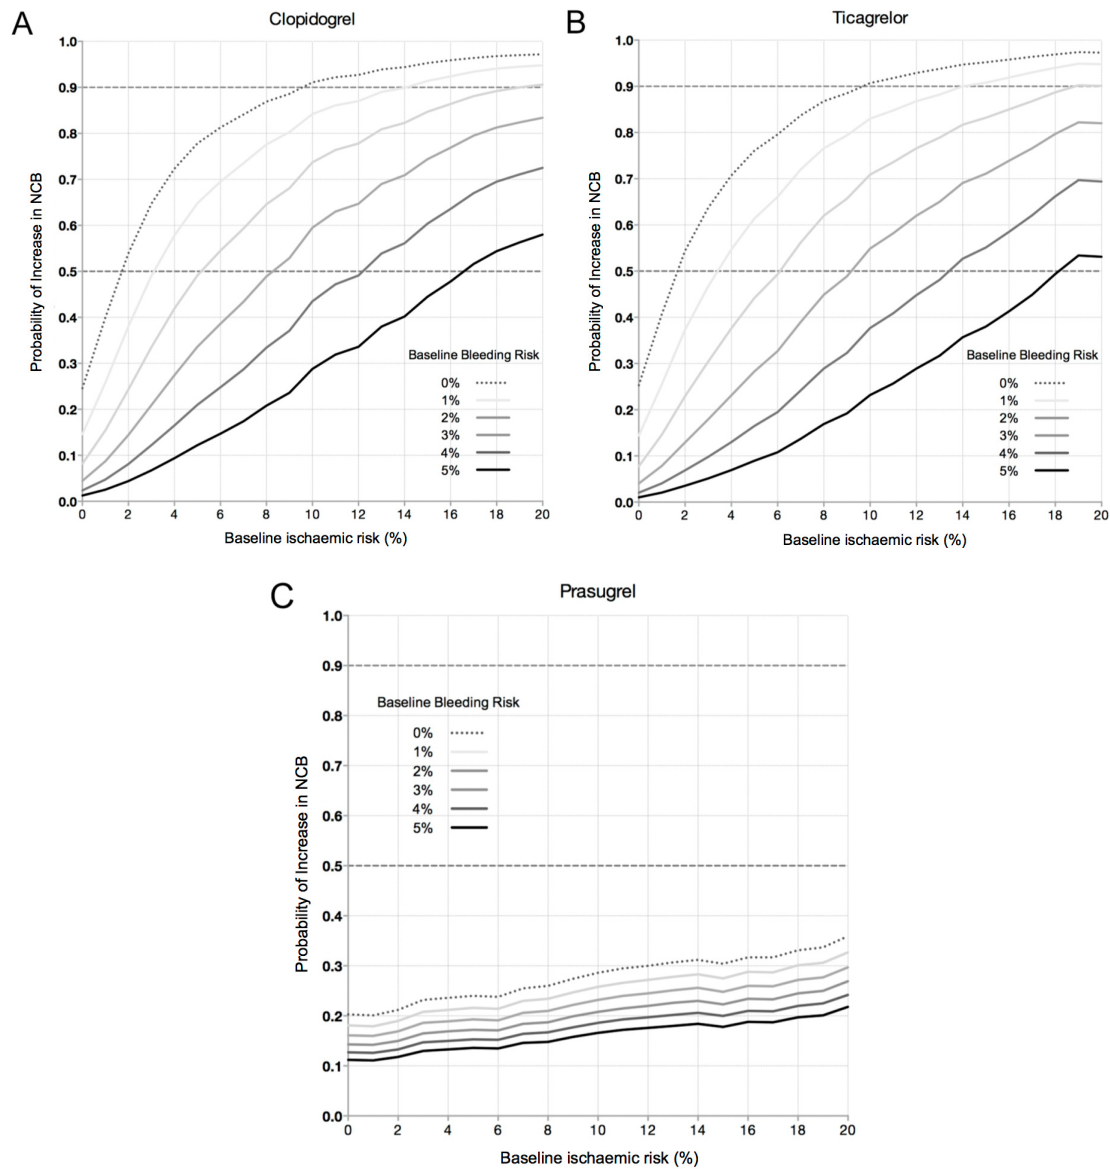 A
Clopidogrel
1.0
0.9
0.8
0.7
0.6
0.5
0.4
0.3
0.2
0.1
0.0
Probability of Increase in NCB
Baseline Bleeding Risk
0%
1%
2%
3%
4%
5%
0 2 4 6 8 10 12 14 16 18 20
Baseline ischaemic risk (%)
B
Ticagrelor
1.0
0.9
0.8
0.7
0.6
0.5
0.4
0.3
0.2
0.1
0.0
Probability of Increase in NCB
Baseline Bleeding Risk
0%
1%
2%
3%
4%
5%
0 2 4 6 8 10 12 14 16 18 20
Baseline ischaemic risk (%)
C
Prasugrel
1.0
0.9
0.8
0.7
0.6
0.5
0.4
0.3
0.2
0.1
0.0
Probability of Increase in NCB
Baseline Bleeding Risk
0%
1%
2%
3%
4%
5%
0 2 4 6 8 10 12 14 16 18 20
Baseline ischaemic risk (%)